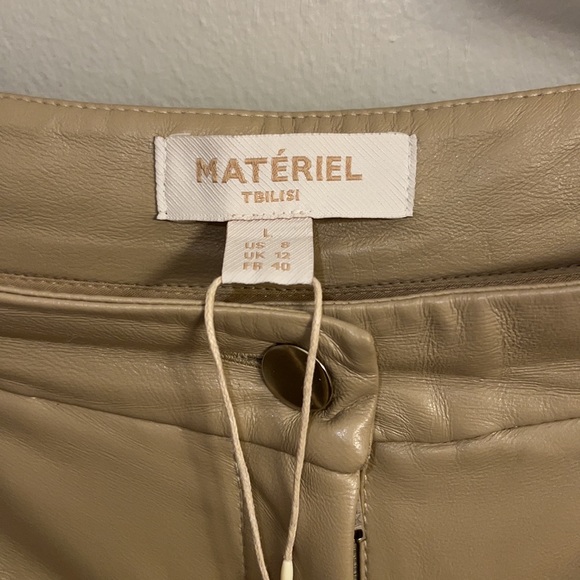 MATÉRIEL
TBILISI
L
US 8
UK 12
FR 40